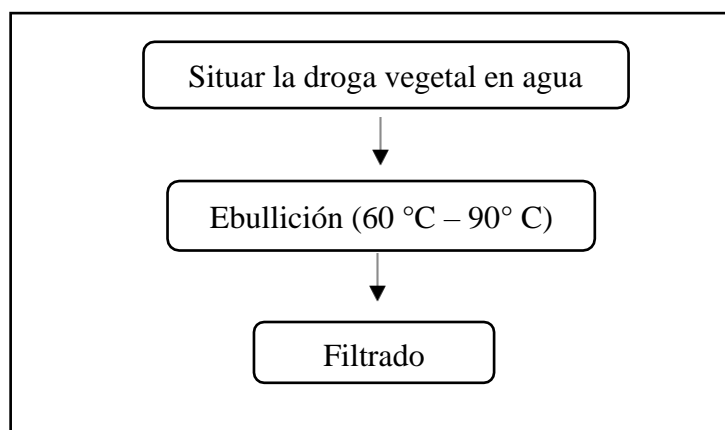 Situar la droga vegetal en agua
Ebullición (60 °C – 90° C)
Filtrado